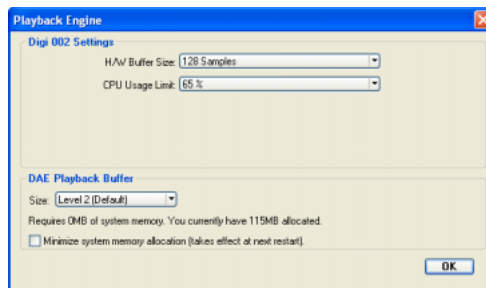 Playback Engine
Digi 002 Settings
H/W Buffer Size: 128 Samples
CPU Usage Limit: 65 %
DAE Playback Buffer
Size: Level 2 (Default)
Requires 0MB of system memory. You currently have 115MB allocated.
Minimize system memory allocation (takes effect at next restart).
OK